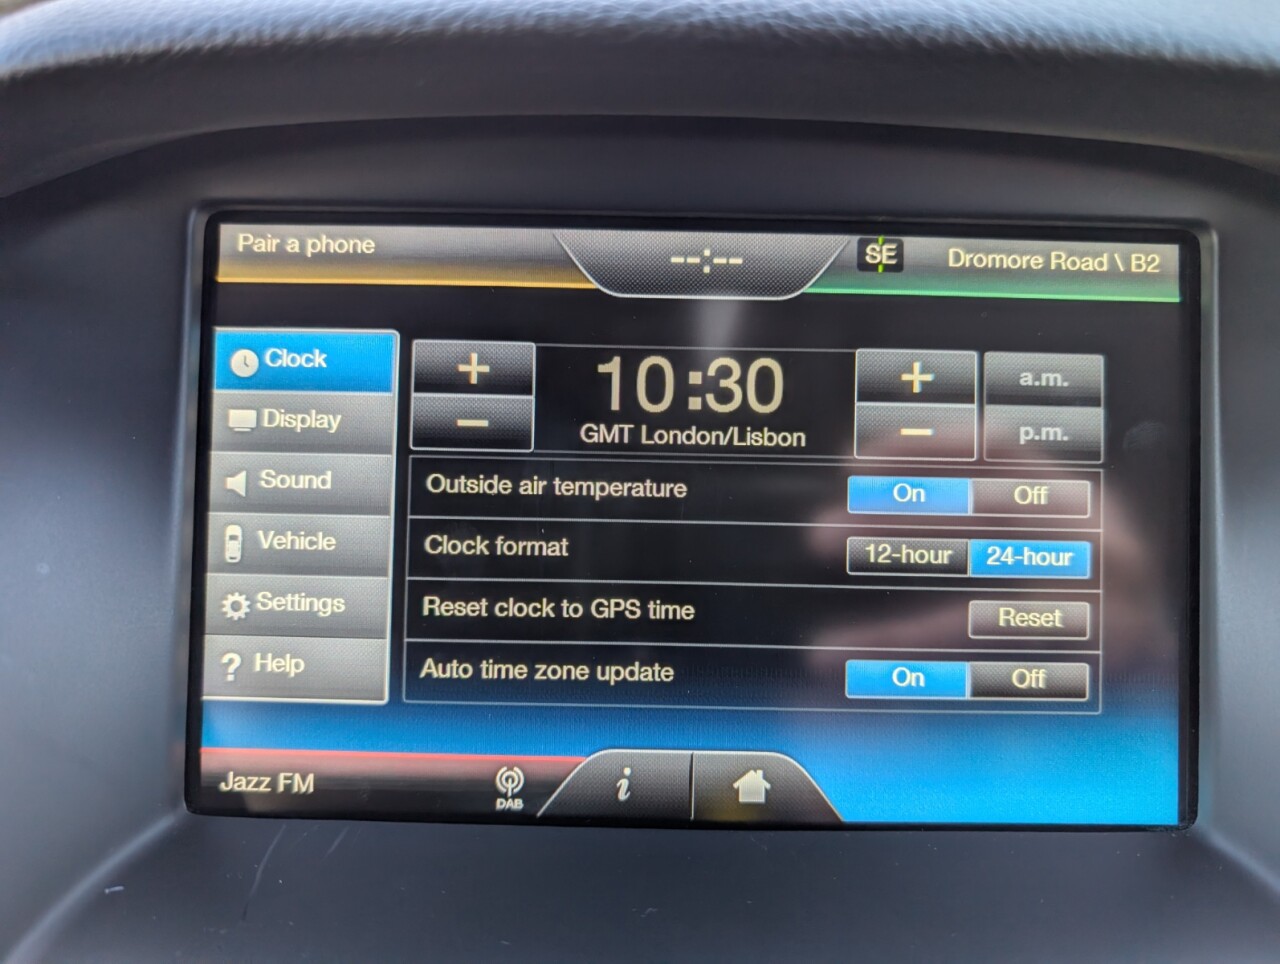 Pair a phone
--:--
SE
Dromore Road \ B2
Clock
+
10:30
+
a.m.
Display
−
GMT London/Lisbon
−
p.m.
Sound
Outside air temperature
On
Off
Vehicle
Clock format
12-hour
24-hour
Settings
Reset clock to GPS time
Reset
? Help
Auto time zone update
On
Off
Jazz FM
DAB
i